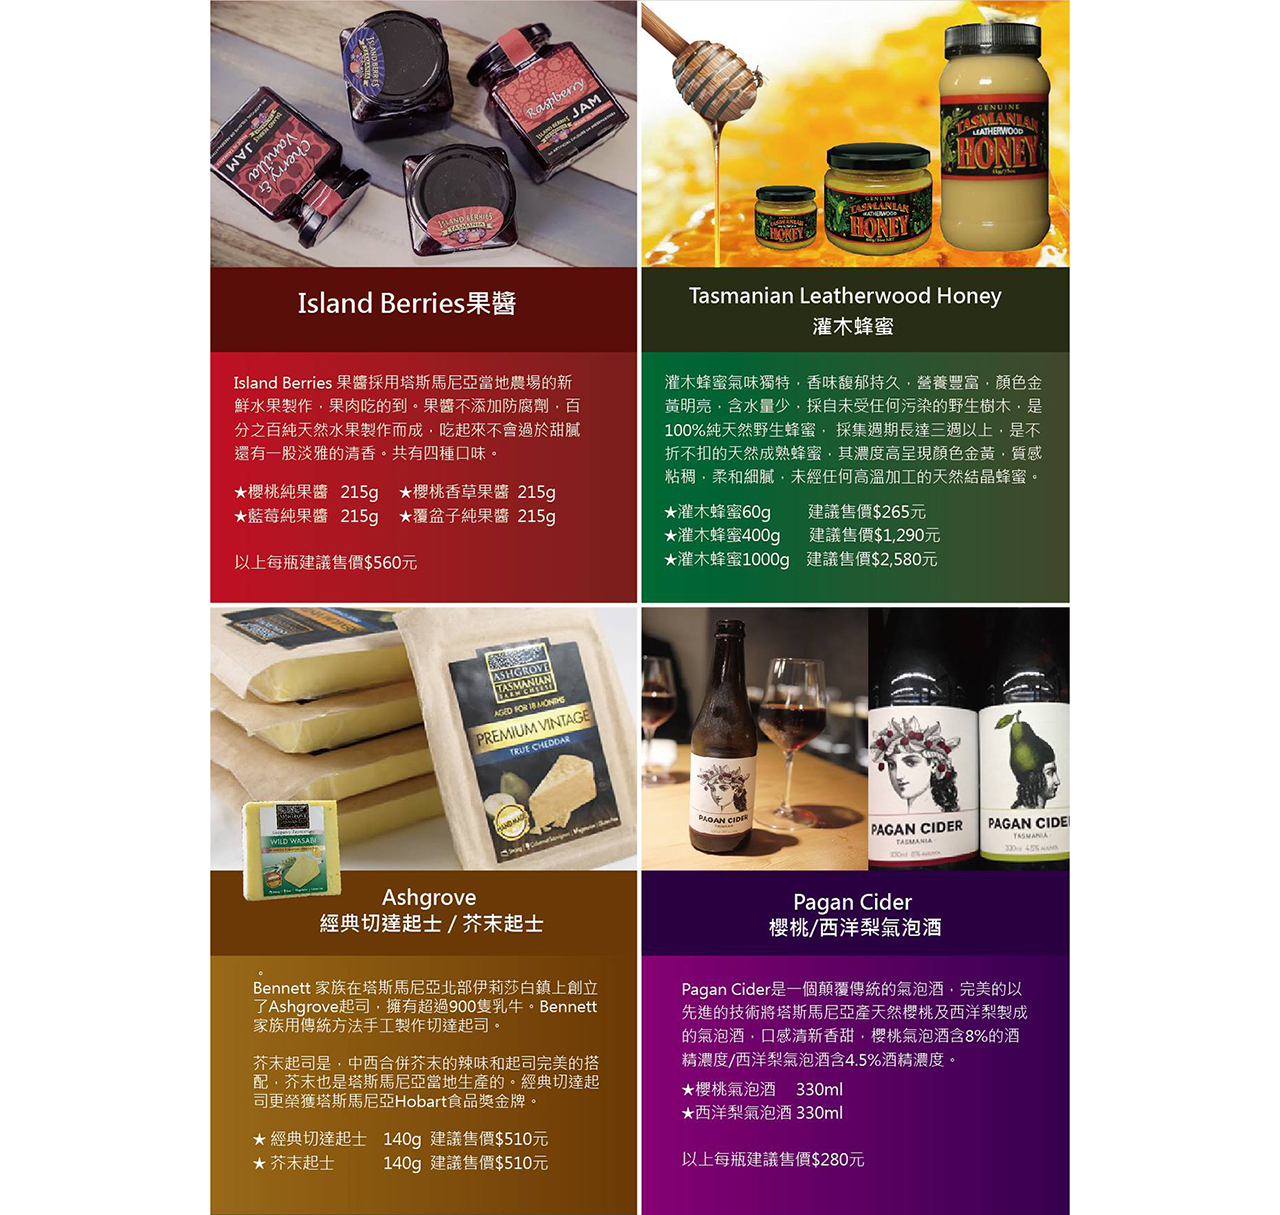 ISLAND BERRIES
Raspberry
JAM
Cherry &
Vanilla
JAM
ISLAND BERRIES
TASMANIA
GENUINE
TASMANIAN
LEATHERWOOD
HONEY
GENUINE
TASMANIAN
LEATHERWOOD
HONEY
HONEY
Island Berries果醬
Island Berries 果醬採用塔斯馬尼亞當地農場的新
鮮水果製作，果肉吃的到。果醬不添加防腐劑，百
分之百純天然水果製作而成，吃起來不會過於甜膩
還有一股淡雅的清香。共有四種口味。
★櫻桃純果醬 215g ★櫻桃香草果醬 215g
★藍莓純果醬 215g ★覆盆子純果醬 215g
以上每瓶建議售價$560元
Tasmanian Leatherwood Honey
灌木蜂蜜
灌木蜂蜜氣味獨特，香味馥郁持久，營養豐富，顏色金
黃明亮，含水量少，採自未受任何污染的野生樹木，是
100%純天然野生蜂蜜， 採集週期長達三週以上，是不
折不扣的天然成熟蜂蜜，其濃度高呈現顏色金黃，質感
粘稠，柔和細膩，未經任何高溫加工的天然結晶蜂蜜。
★灌木蜂蜜60g 建議售價$265元
★灌木蜂蜜400g 建議售價$1,290元
★灌木蜂蜜1000g 建議售價$2,580元
ASHGROVE
TASMANIAN
FARM CHEESE
AGED FOR 18 MONTHS
PREMIUM VINTAGE
TRUE CHEDDAR
WILD WASABI
Ashgrove
經典切達起士 / 芥末起士
。
Bennett 家族在塔斯馬尼亞北部伊莉莎白鎮上創立
了Ashgrove起司，擁有超過900隻乳牛。Bennett
家族用傳統方法手工製作切達起司。
芥末起司是，中西合併芥末的辣味和起司完美的搭
配，芥末也是塔斯馬尼亞當地生產的。經典切達起
司更榮獲塔斯馬尼亞Hobart食品獎金牌。
★ 經典切達起士 140g 建議售價$510元
★ 芥末起士 140g 建議售價$510元
PAGAN CIDER
PAGAN CIDER
TASMANIA
330ml 8%
PAGAN CIDE
TASMANIA
330ml 4.5%
Pagan Cider
櫻桃/西洋梨氣泡酒
Pagan Cider是一個顛覆傳統的氣泡酒，完美的以
先進的技術將塔斯馬尼亞產天然櫻桃及西洋梨製成
的氣泡酒，口感清新香甜，櫻桃氣泡酒含8%的酒
精濃度/西洋梨氣泡酒含4.5%酒精濃度。
★櫻桃氣泡酒 330ml
★西洋梨氣泡酒 330ml
以上每瓶建議售價$280元